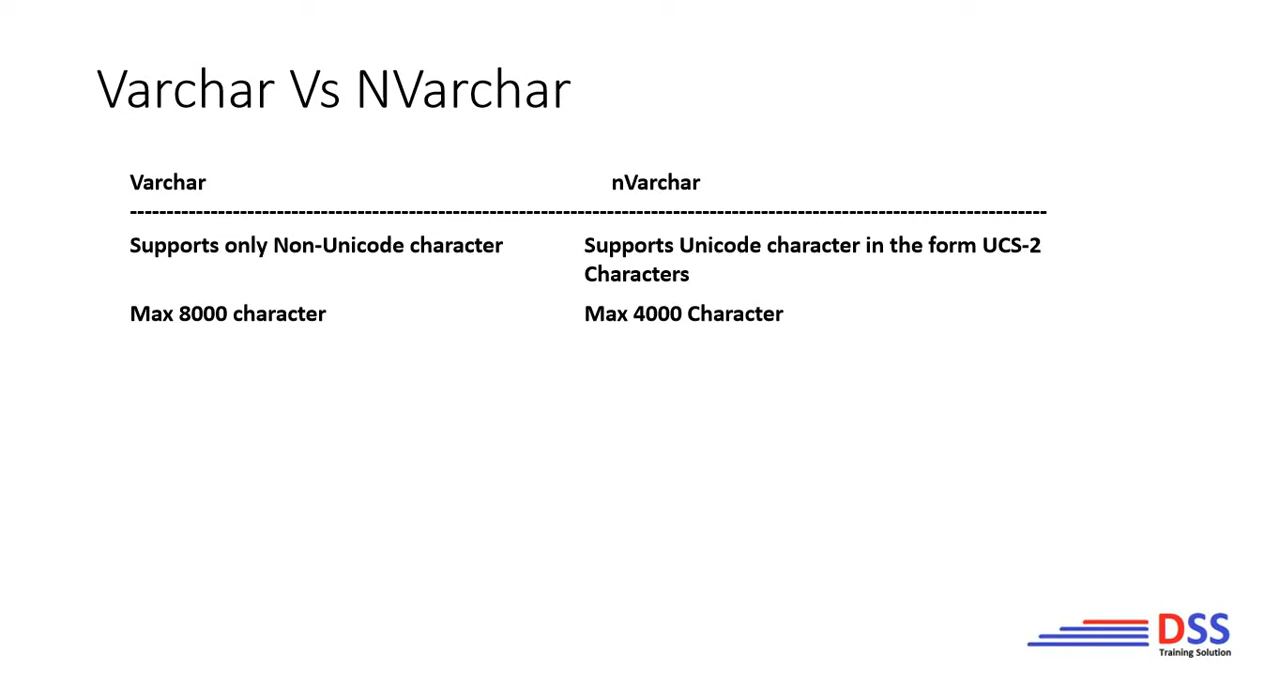 Varchar Vs NVarchar
Varchar nVarchar
-----------------------------------------------------------------------------------------------------------------------------
Supports only Non-Unicode character Supports Unicode character in the form UCS-2
Characters
Max 8000 character Max 4000 Character
DSS
Training Solution